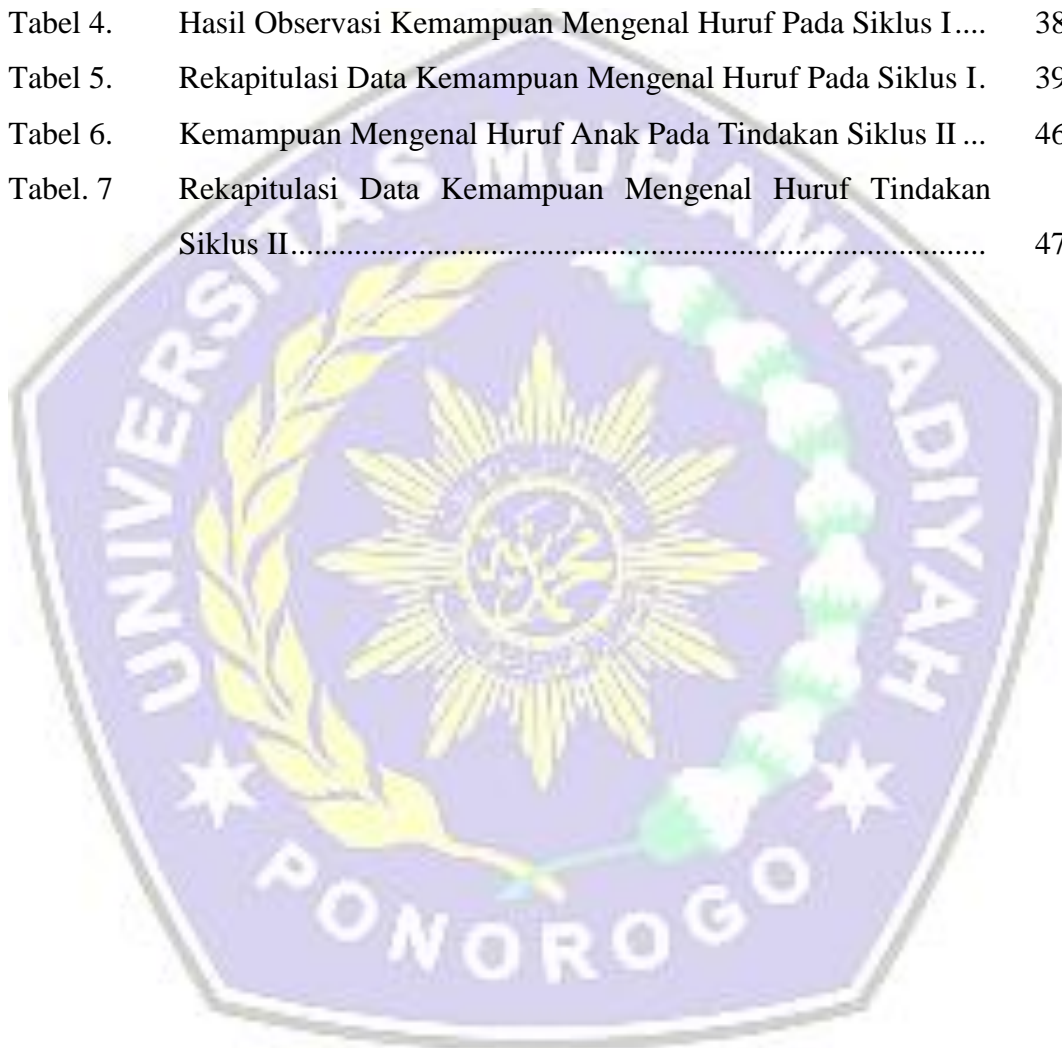 Tabel 4. Hasil Observasi Kemampuan Mengenal Huruf Pada Siklus I.... 38
Tabel 5. Rekapitulasi Data Kemampuan Mengenal Huruf Pada Siklus I. 39
Tabel 6. Kemampuan Mengenal Huruf Anak Pada Tindakan Siklus II ... 46
Tabel. 7 Rekapitulasi Data Kemampuan Mengenal Huruf Tindakan
Siklus II.................................................................................... 47
UNIVERSITAS MUHAMMADIYAH
PONOROGO